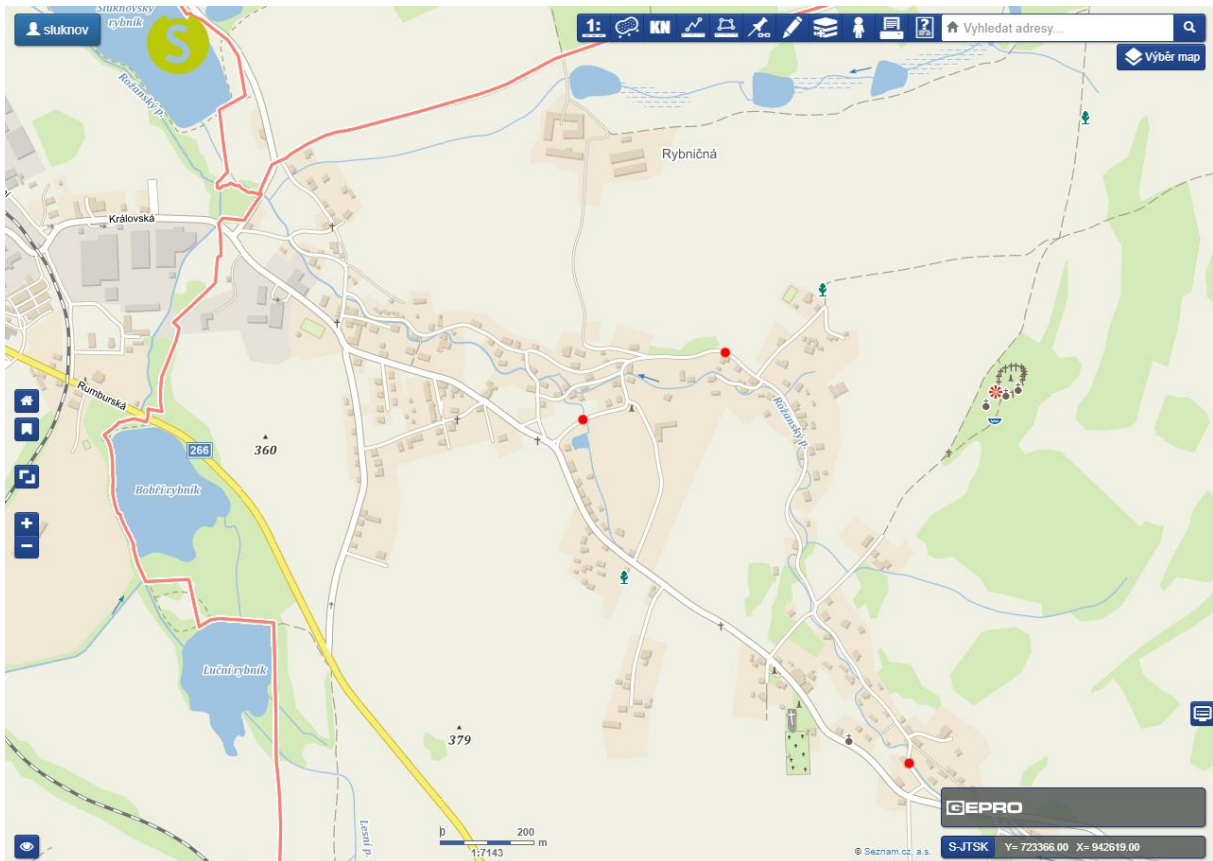 sluknov
Šluknovský
rybník
S
1:
KN
?
Vyhledat adresy...
Výběr map
Rožanský p.
Rybničná
Královská
Rumburská
266
360
Bobří rybník
Rožanský p.
Luční rybník
379
Lesní p.
0 200
m
1:7143
© Seznam.cz, a.s.
GEPRO
S-JTSK Y= 723366.00 X= 942619.00